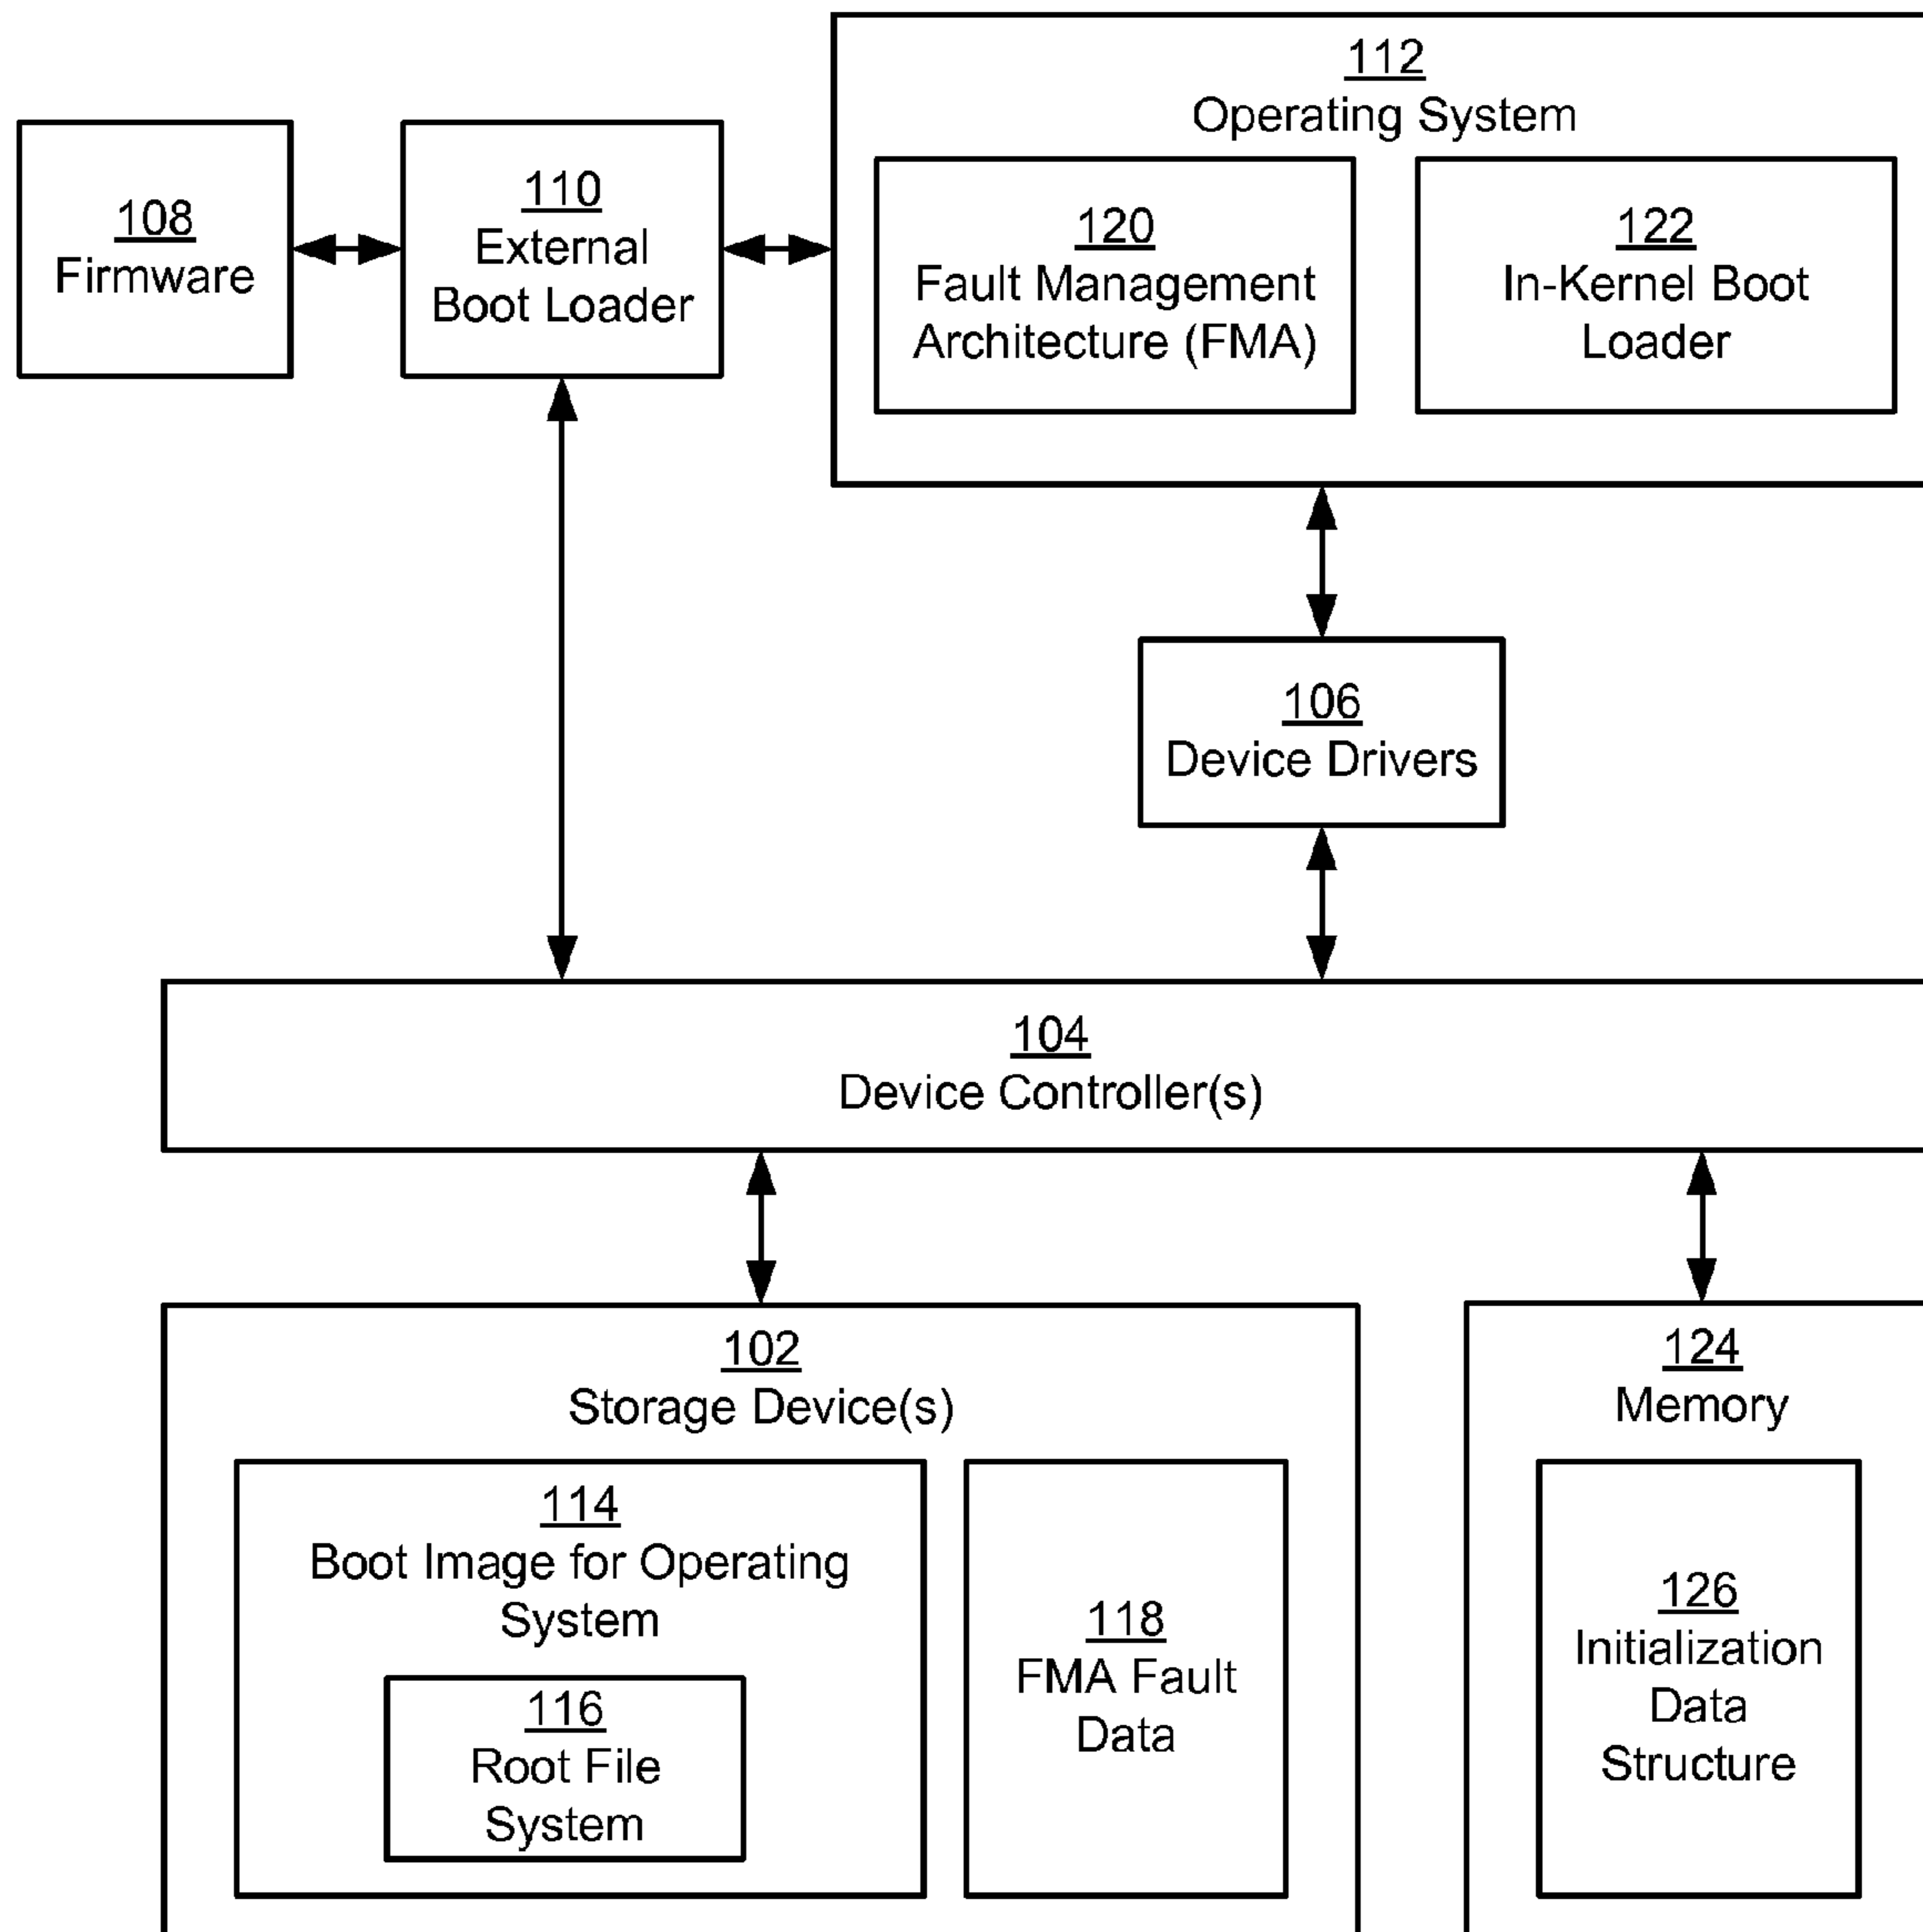 112
Operating System
108
Firmware
110
External
Boot Loader
120
Fault Management
Architecture (FMA)
122
In-Kernel Boot
Loader
106
Device Drivers
104
Device Controller(s)
102
Storage Device(s)
114
Boot Image for Operating
System
116
Root File
System
118
FMA Fault
Data
124
Memory
126
Initialization
Data
Structure